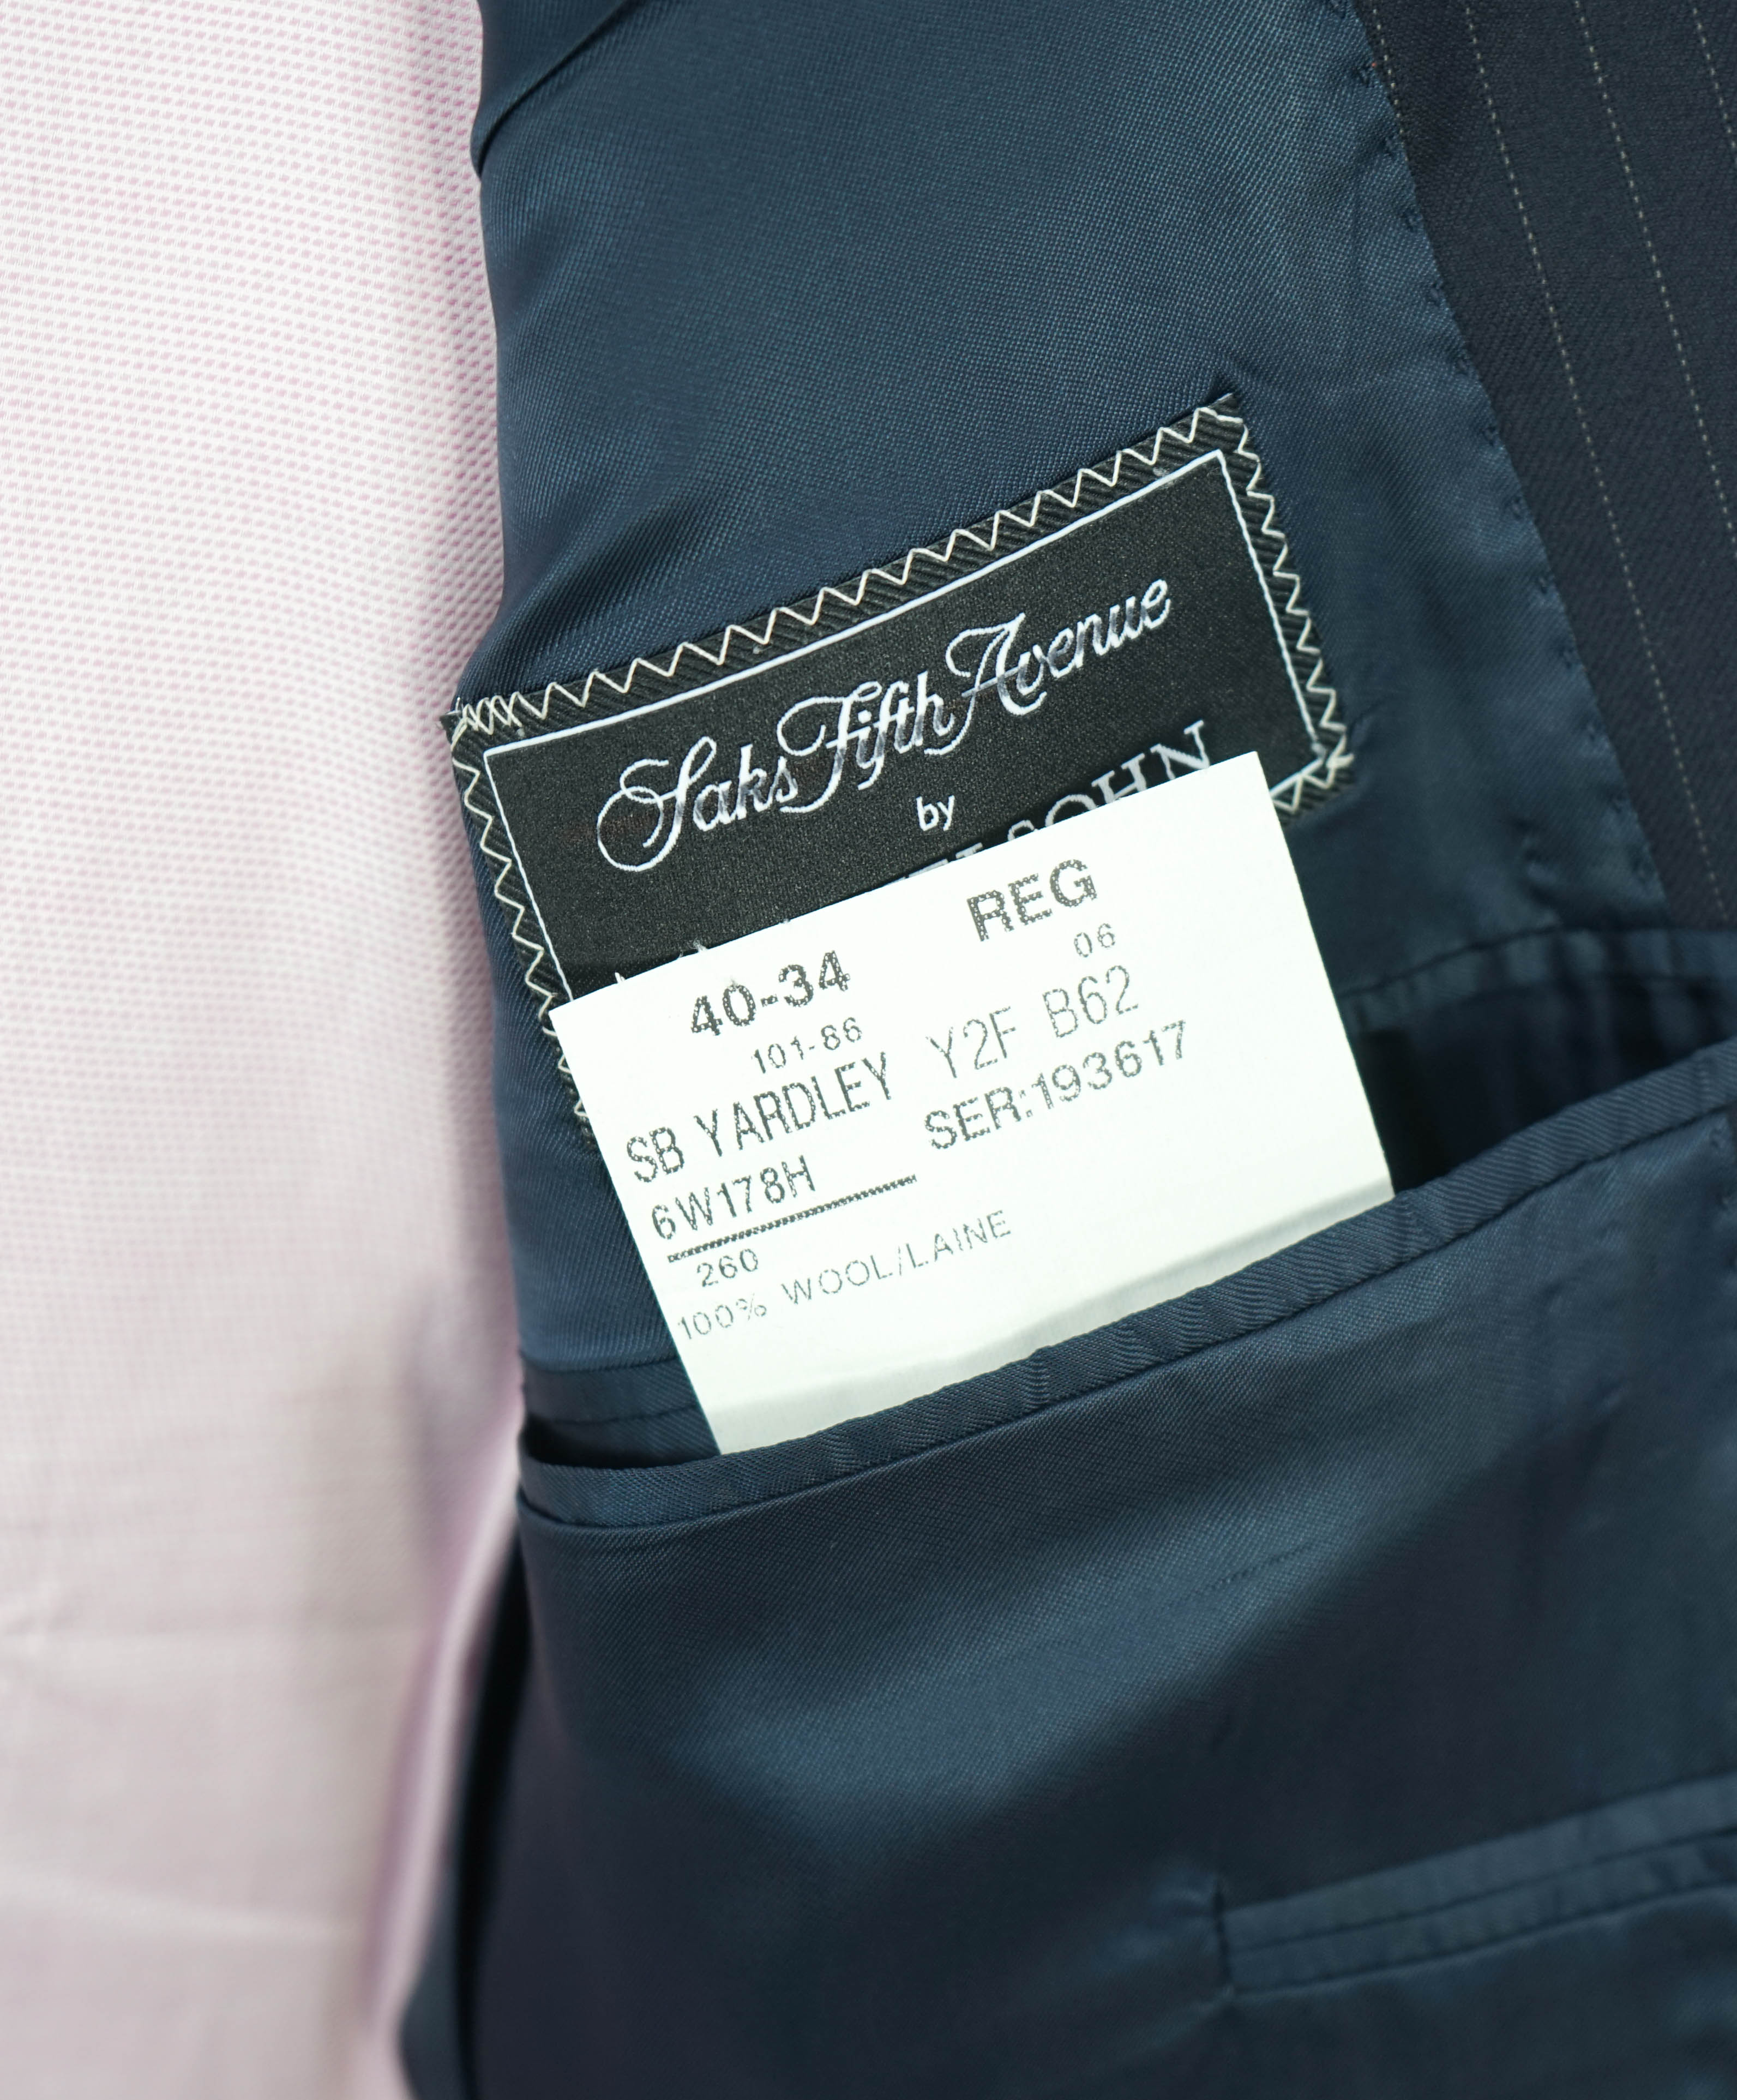 Saks Fifth Avenue
by
40-34 REG
101-86 06
SB YARDLEY Y2F B62
6W178H SER:193617
260
100% WOOL/LAINE